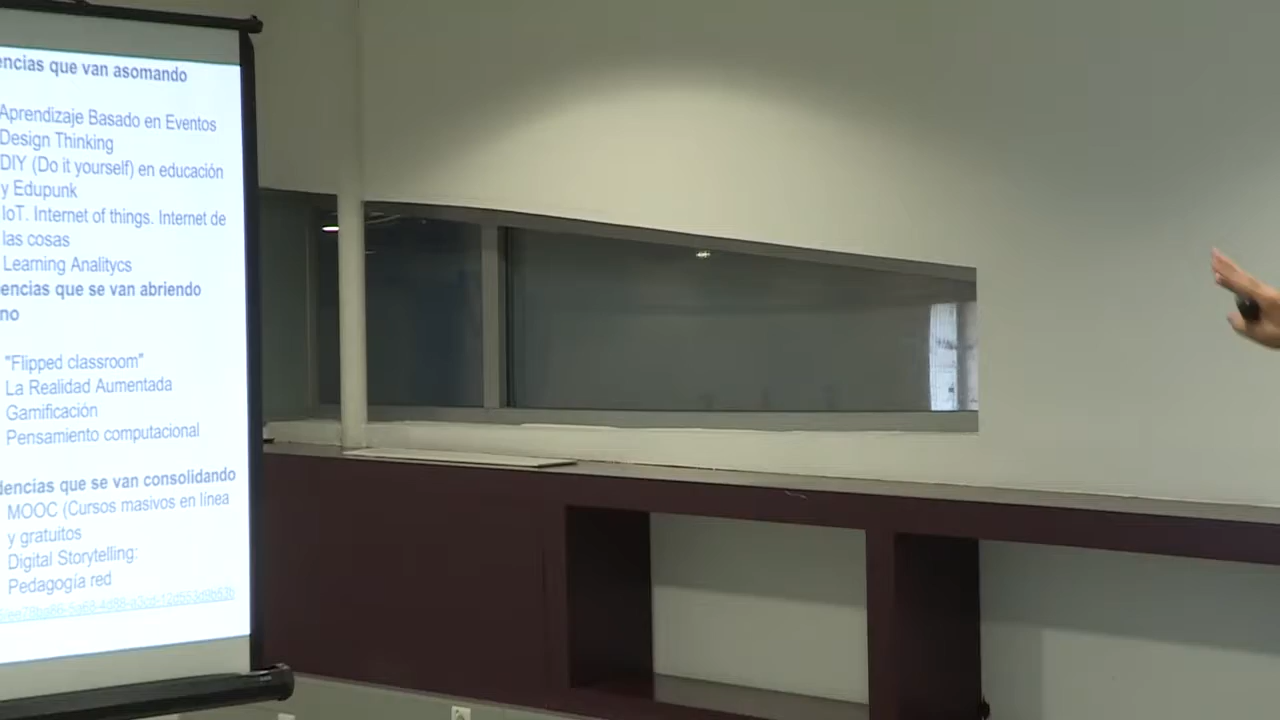 encias que van asomando
Aprendizaje Basado en Eventos
Design Thinking
DIY (Do it yourself) en educación
y Edupunk
IoT. Internet of things. Internet de
las cosas
Learning Analitycs
encias que se van abriendo
no
"Flipped classroom"
La Realidad Aumentada
Gamificación
Pensamiento computacional
dencias que se van consolidando
MOOC (Cursos masivos en línea
y gratuitos
Digital Storytelling:
Pedagogía red